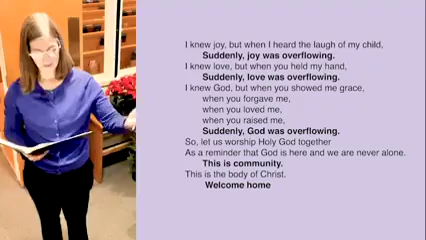 I knew joy, but when I heard the laugh of my child,
Suddenly, joy was overflowing.
I knew love, but when you held my hand,
Suddenly, love was overflowing.
I knew God, but when you showed me grace,
when you forgave me,
when you loved me,
when you raised me,
Suddenly, God was overflowing.
So, let us worship Holy God together
As a reminder that God is here and we are never alone.
This is community.
This is the body of Christ.
Welcome home